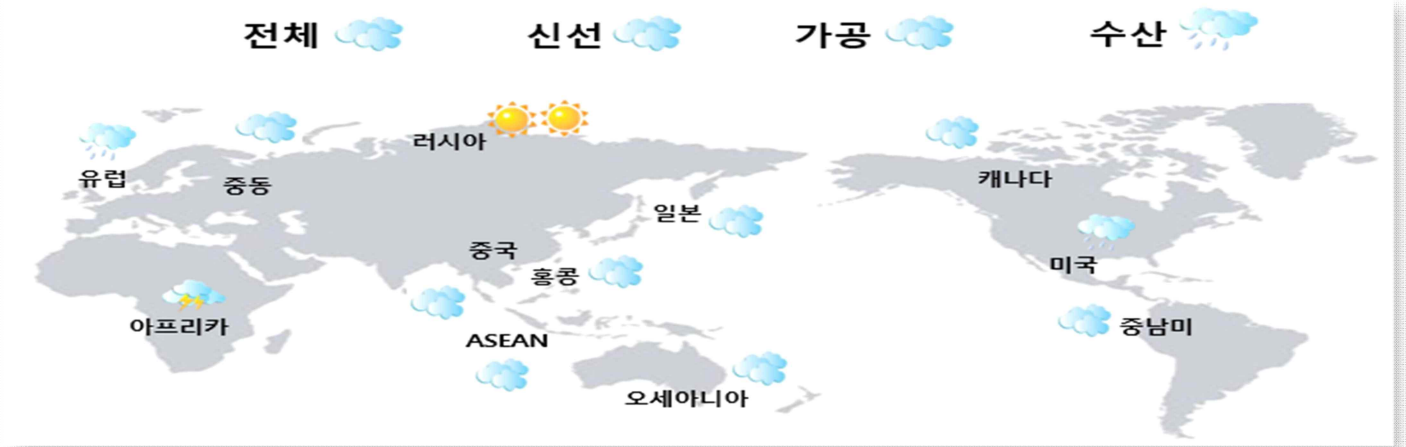 전체 신선 가공 수산
러시아
유럽
중동
캐나다
일본
중국
미국
홍콩
아프리카
중남미
ASEAN
오세아니아